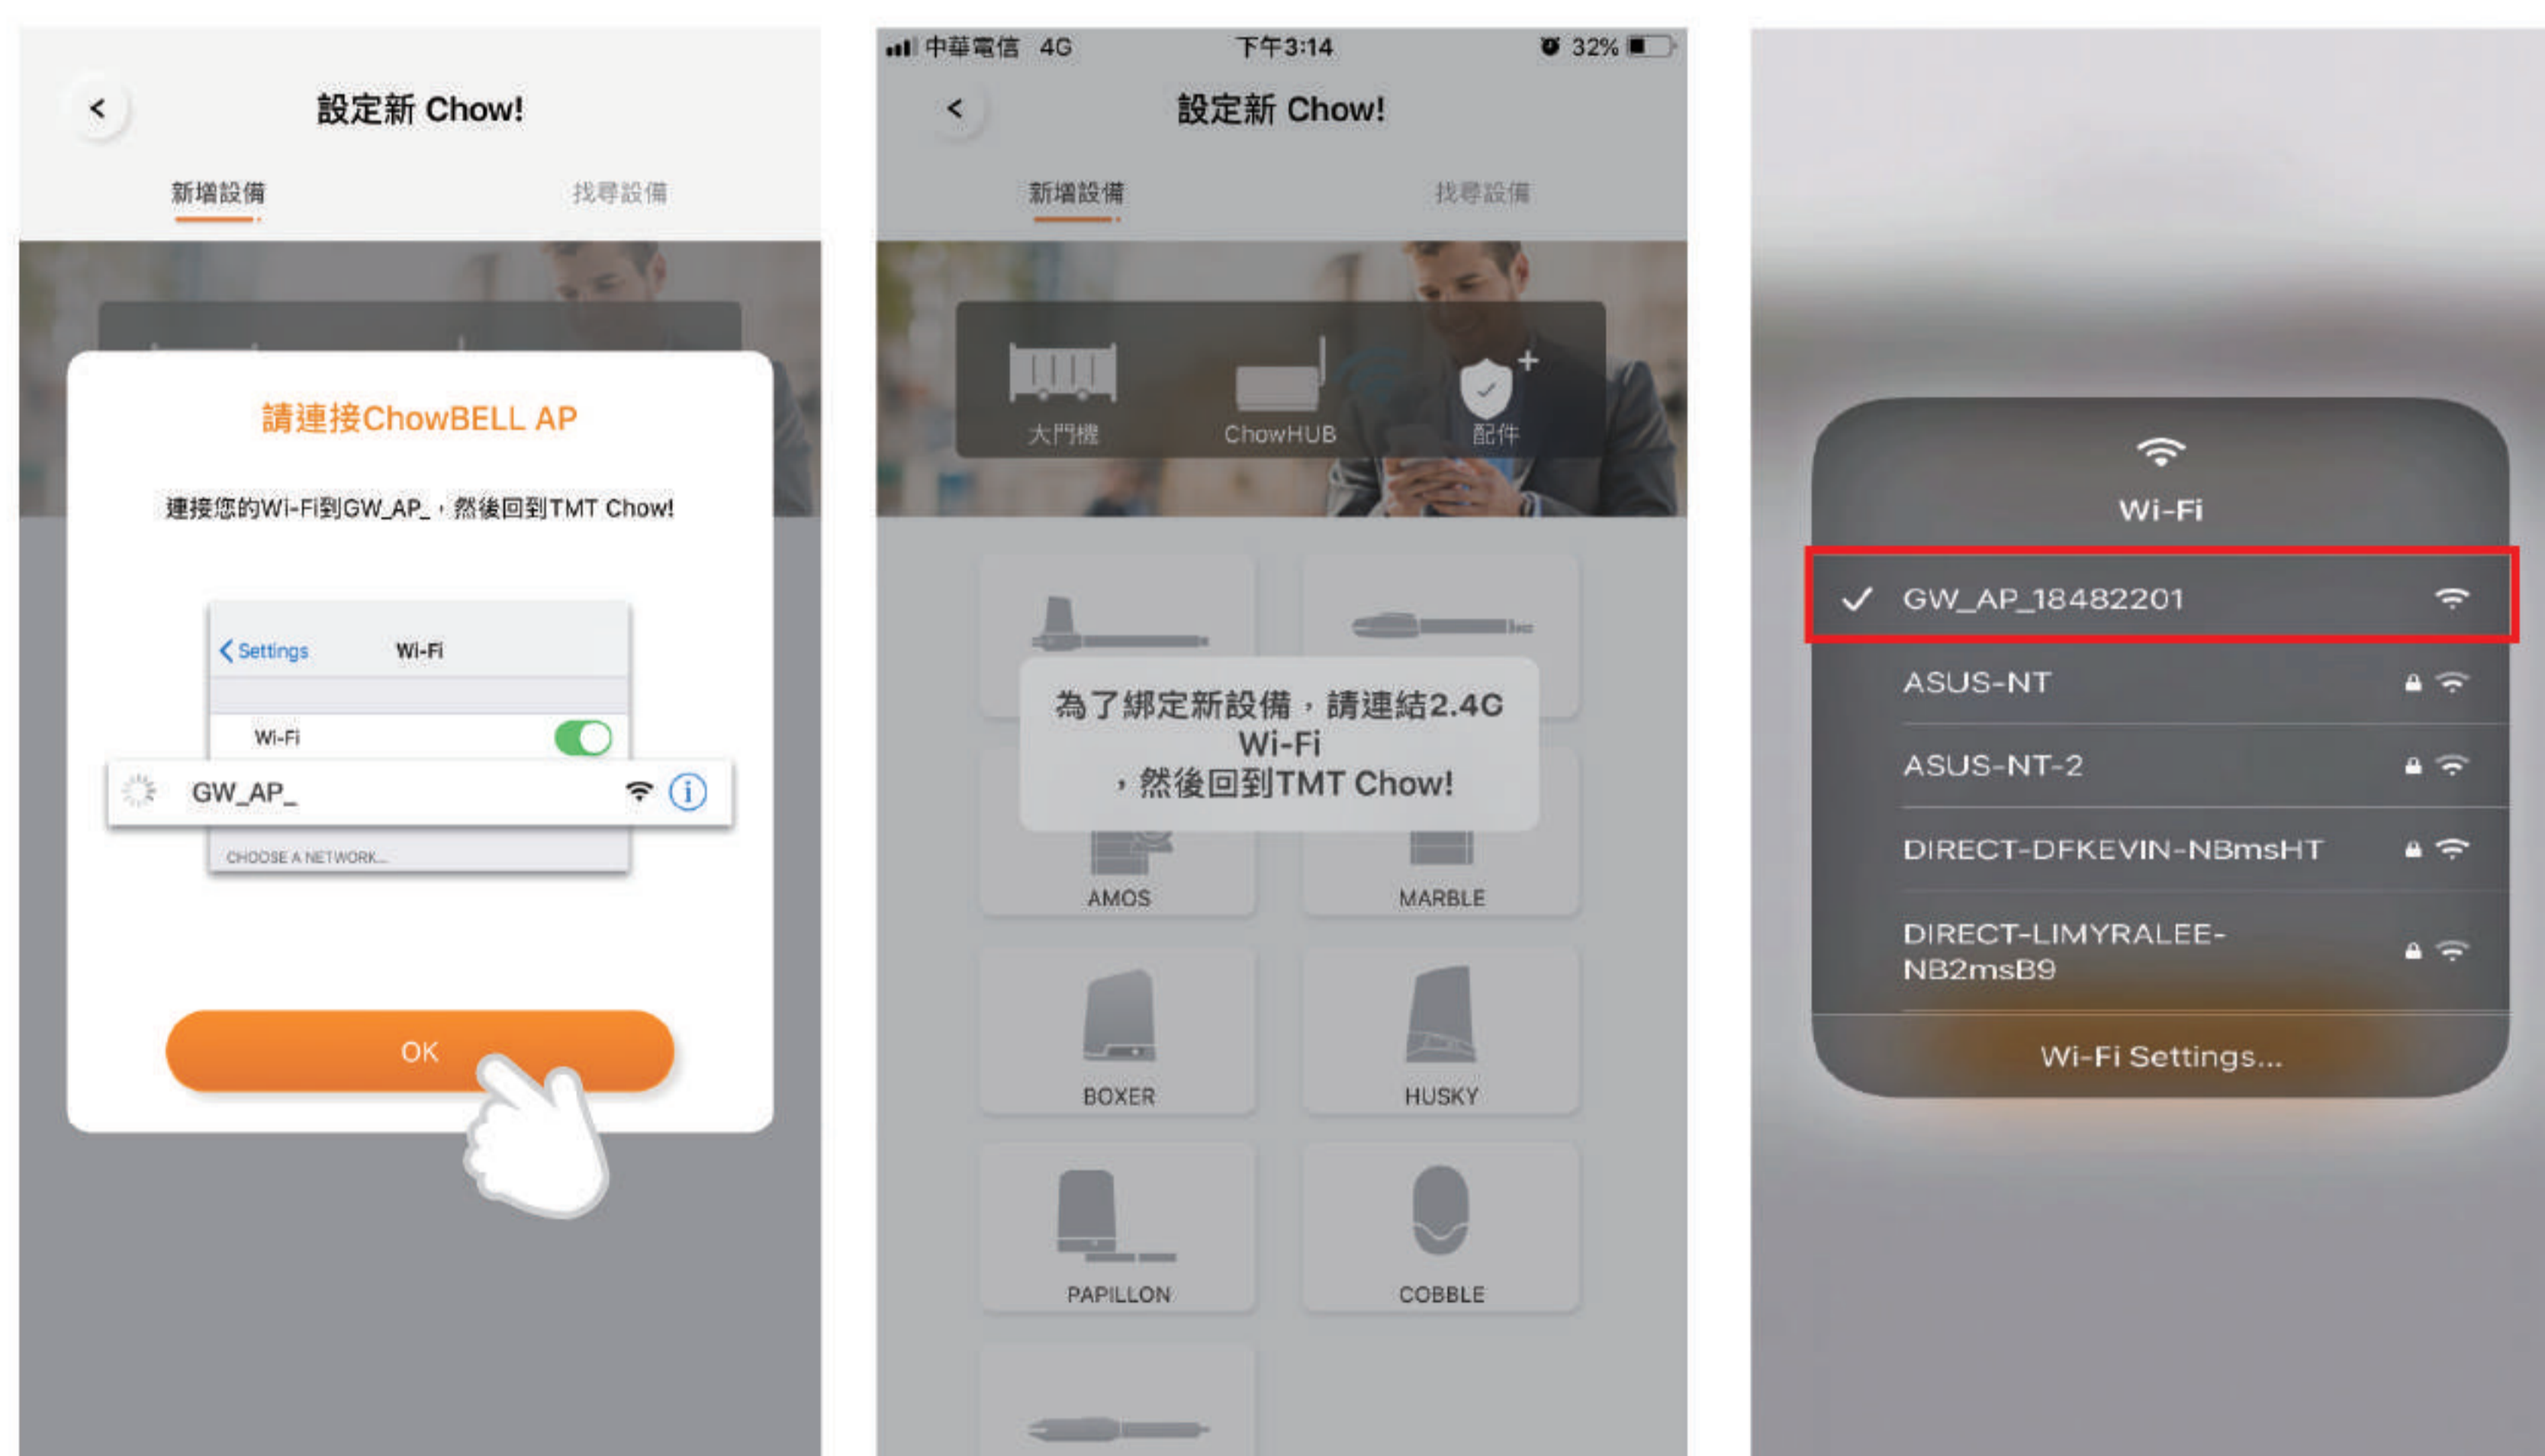 設定新 Chow!
新增設備
找尋設備
請連接ChowBELL AP
連接您的Wi-Fi到GW_AP_，然後回到TMT Chow!
Settings
Wi-Fi
Wi-Fi
GW_AP_
CHOOSE A NETWORK...
OK
中華電信 4G
下午3:14
32%
設定新 Chow!
新增設備
找尋設備
大門機
ChowHUB
配件
為了綁定新設備，請連結2.4G
Wi-Fi
，然後回到TMT Chow!
AMOS
MARBLE
BOXER
HUSKY
PAPILLON
COBBLE
Wi-Fi
GW_AP_18482201
ASUS-NT
ASUS-NT-2
DIRECT-DFKEVIN-NBmsHT
DIRECT-LIMYRALEE-
NB2msB9
Wi-Fi Settings...